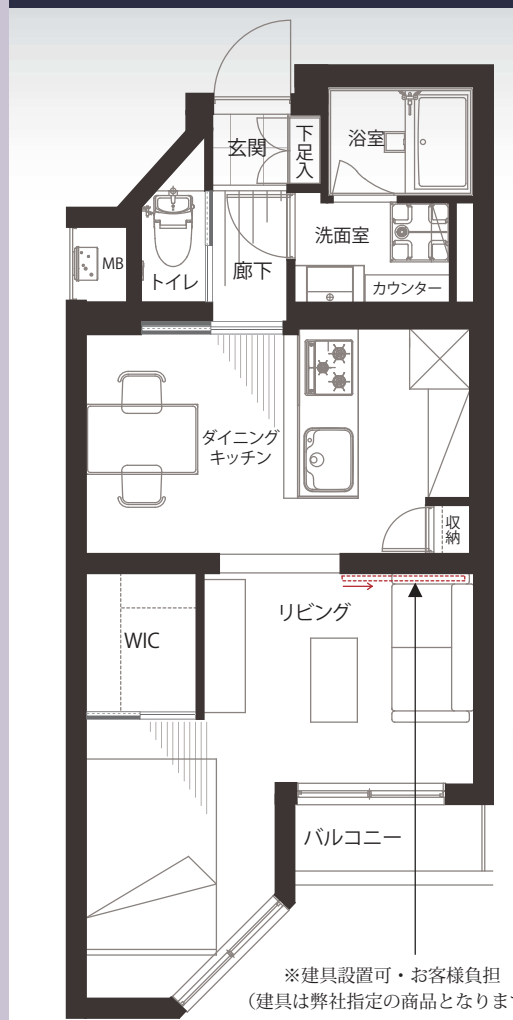 玄関
下足入
浴室
洗面室
MB
トイレ
廊下
カウンター
ダイニング
キッチン
収納
リビング
WIC
バルコニー
※建具設置可・お客様負担
（建具は弊社指定の商品となりま